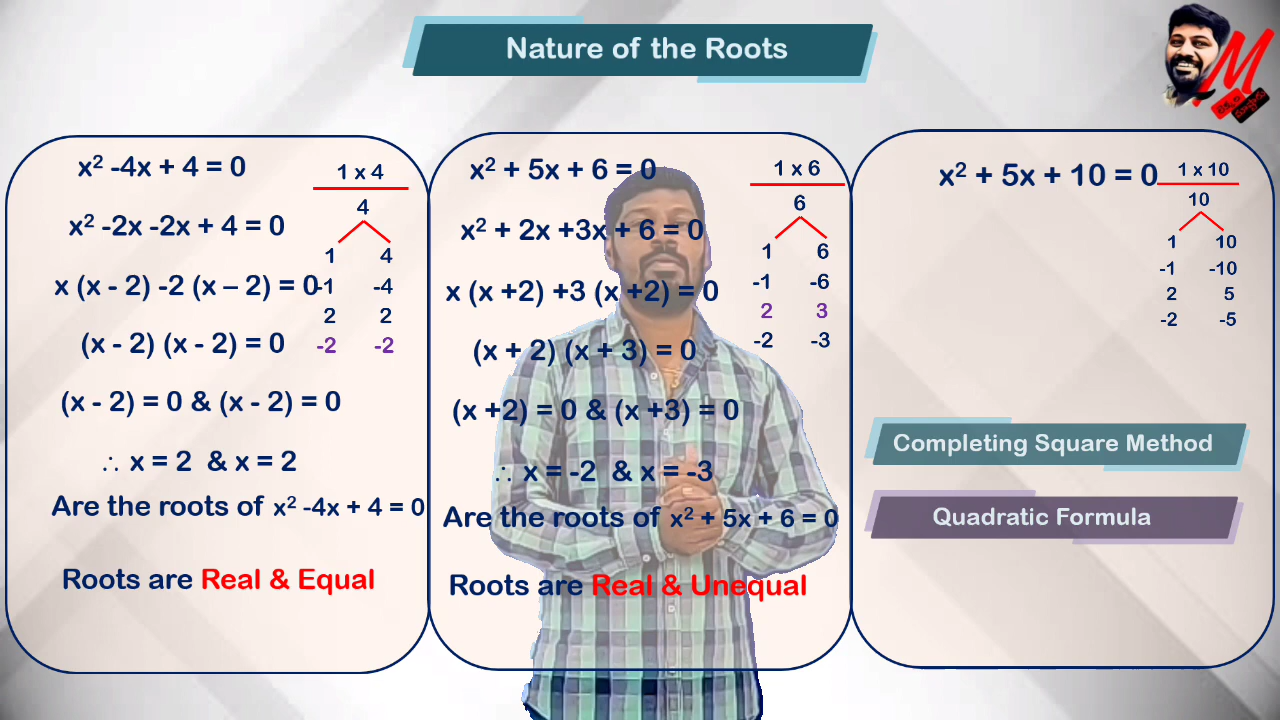 Nature of the Roots
M
x² -4x + 4 = 0
1 x 4
4
x² -2x -2x + 4 = 0
1 4
x (x - 2) -2 (x – 2) = 0
-1 -4
2 2
(x - 2) (x - 2) = 0
-2 -2
(x - 2) = 0 & (x - 2) = 0
∴ x = 2 & x = 2
Are the roots of x² -4x + 4 = 0
Roots are Real & Equal
x² + 5x + 6 = 0
1 x 6
6
x² + 2x +3x + 6 = 0
1 6
-1 -6
x (x +2) +3 (x +2) = 0
2 3
-2 -3
(x + 2) (x + 3) = 0
(x +2) = 0 & (x +3) = 0
∴ x = -2 & x = -3
Are the roots of x² + 5x + 6 = 0
Roots are Real & Unequal
x² + 5x + 10 = 0
1 x 10
10
1 10
-1 -10
2 5
-2 -5
Completing Square Method
Quadratic Formula